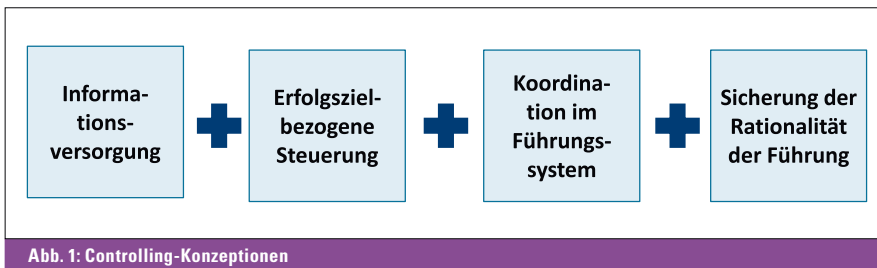 Informa-
tions-
versorgung
Erfolgsziel-
bezogene
Steuerung
Koordina-
tion im
Führungs-
system
Sicherung der
Rationalität
der Führung
Abb. 1: Controlling-Konzeptionen